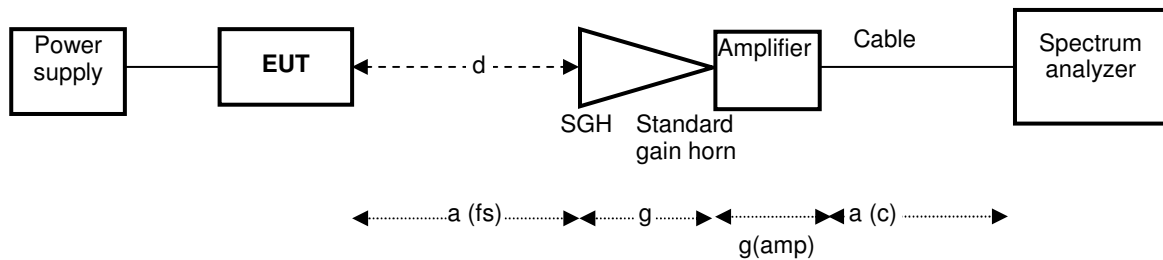 Power
supply
EUT
d
SGH
Standard
gain horn
Amplifier
Cable
Spectrum
analyzer
a (fs)
g
g(amp)
a (c)